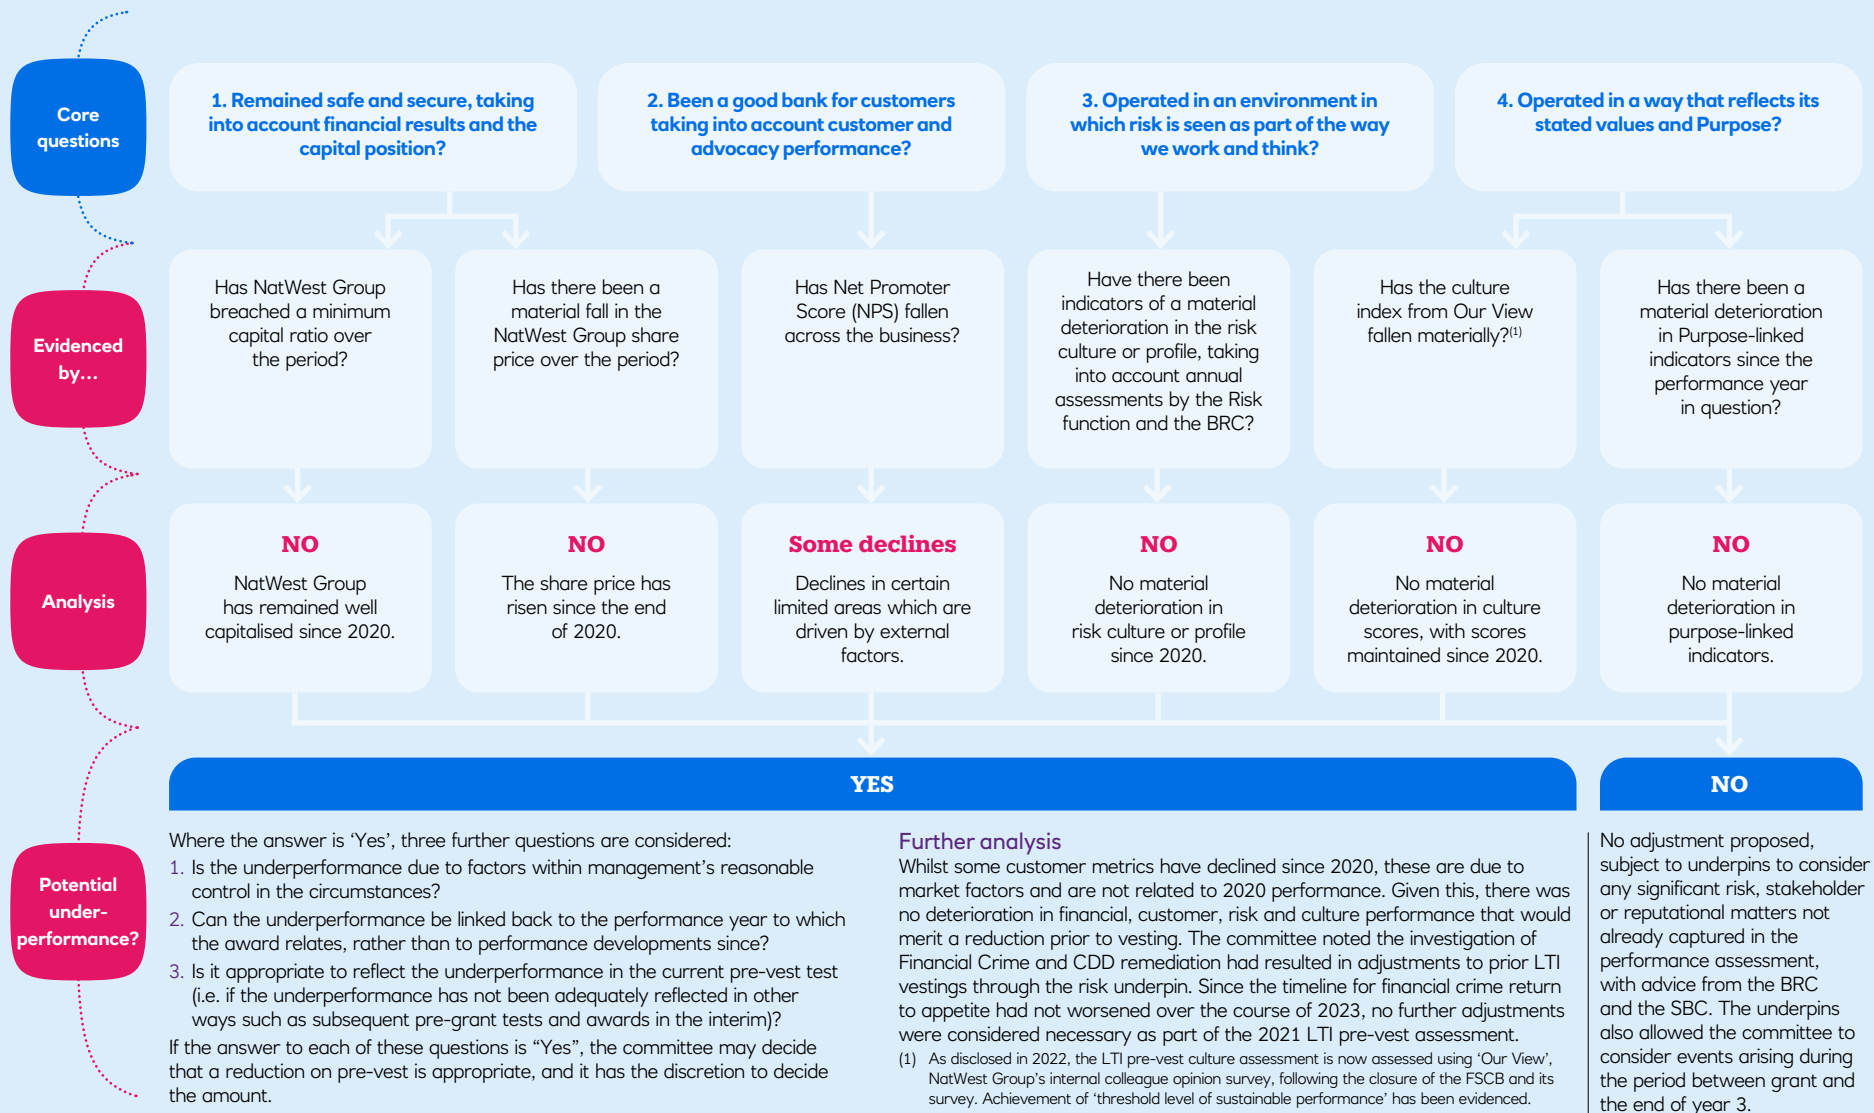 Core
questions
1. Remained safe and secure, taking
into account financial results and the
capital position?
2. Been a good bank for customers
taking into account customer and
advocacy performance?
3. Operated in an environment in
which risk is seen as part of the way
we work and think?
4. Operated in a way that reflects its
stated values and Purpose?
Evidenced
by...
Has NatWest Group
breached a minimum
capital ratio over
the period?
Has there been a
material fall in the
NatWest Group share
price over the period?
Has Net Promoter
Score (NPS) fallen
across the business?
Have there been
indicators of a material
deterioration in the risk
culture or profile, taking
into account annual
assessments by the Risk
function and the BRC?
Has the culture
index from Our View
fallen materially?(1)
Has there been a
material deterioration
in Purpose-linked
indicators since the
performance year
in question?
Analysis
NO
NatWest Group
has remained well
capitalised since 2020.
NO
The share price has
risen since the end
of 2020.
Some declines
Declines in certain
limited areas which are
driven by external
factors.
NO
No material
deterioration in
risk culture or profile
since 2020.
NO
No material
deterioration in culture
scores, with scores
maintained since 2020.
NO
No material
deterioration in
purpose-linked
indicators.
Potential
under-
performance?
YES
Where the answer is ‘Yes’, three further questions are considered:
1. Is the underperformance due to factors within management’s reasonable
control in the circumstances?
2. Can the underperformance be linked back to the performance year to which
the award relates, rather than to performance developments since?
3. Is it appropriate to reflect the underperformance in the current pre-vest test
(i.e. if the underperformance has not been adequately reflected in other
ways such as subsequent pre-grant tests and awards in the interim)?
If the answer to each of these questions is “Yes”, the committee may decide
that a reduction on pre-vest is appropriate, and it has the discretion to decide
the amount.
Further analysis
Whilst some customer metrics have declined since 2020, these are due to
market factors and are not related to 2020 performance. Given this, there was
no deterioration in financial, customer, risk and culture performance that would
merit a reduction prior to vesting. The committee noted the investigation of
Financial Crime and CDD remediation had resulted in adjustments to prior LTI
vestings through the risk underpin. Since the timeline for financial crime return
to appetite had not worsened over the course of 2023, no further adjustments
were considered necessary as part of the 2021 LTI pre-vest assessment.
(1) As disclosed in 2022, the LTI pre-vest culture assessment is now assessed using ‘Our View’,
NatWest Group’s internal colleague opinion survey, following the closure of the FSCB and its
survey. Achievement of ‘threshold level of sustainable performance’ has been evidenced.
NO
No adjustment proposed,
subject to underpins to consider
any significant risk, stakeholder
or reputational matters not
already captured in the
performance assessment,
with advice from the BRC
and the SBC. The underpins
also allowed the committee to
consider events arising during
the period between grant and
the end of year 3.